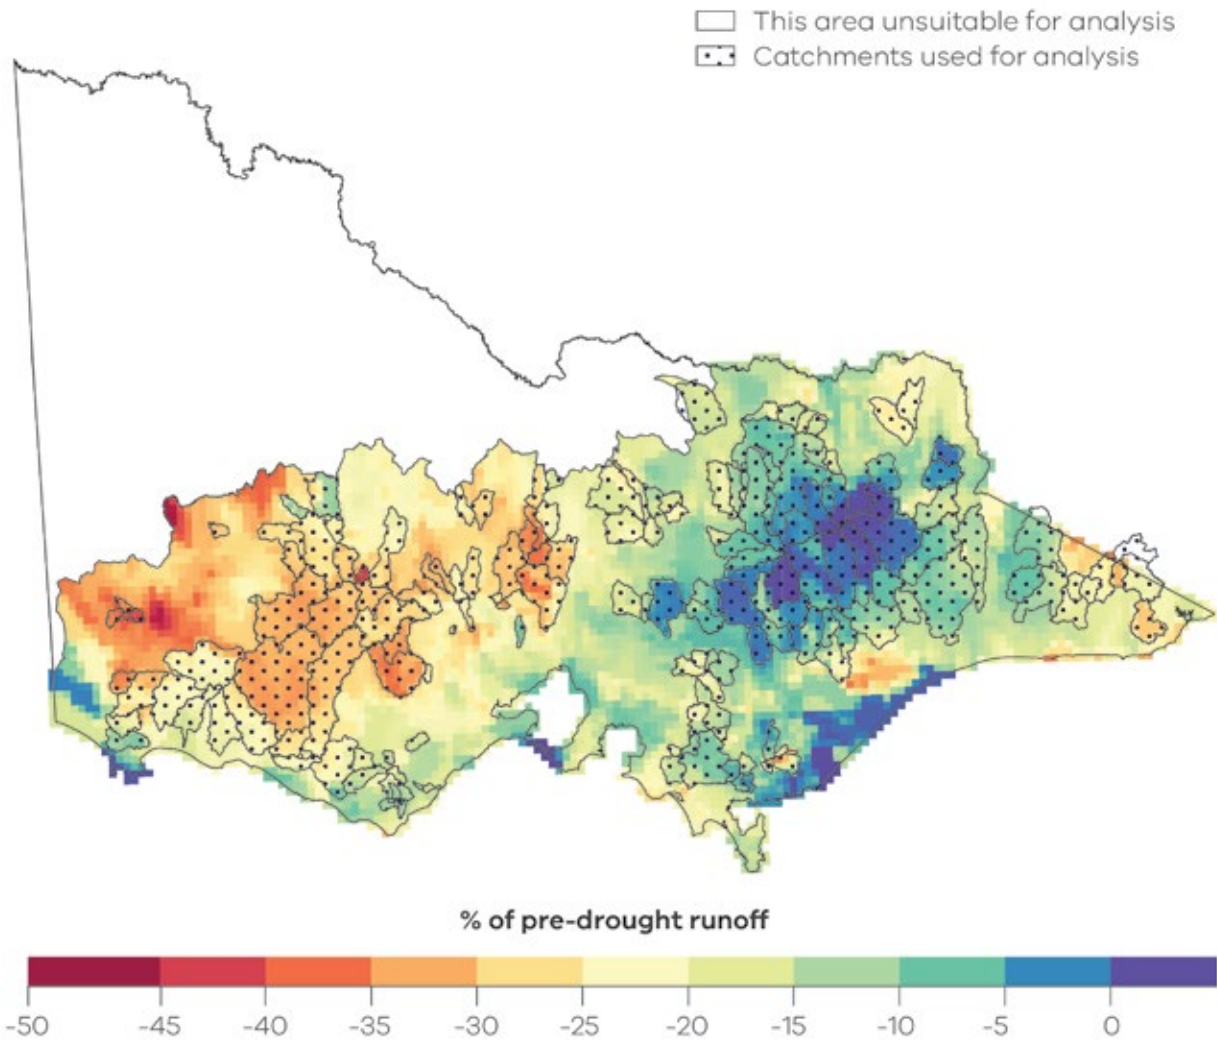 This area unsuitable for analysis
Catchments used for analysis
% of pre-drought runoff
-50 -45 -40 -35 -30 -25 -20 -15 -10 -5 0